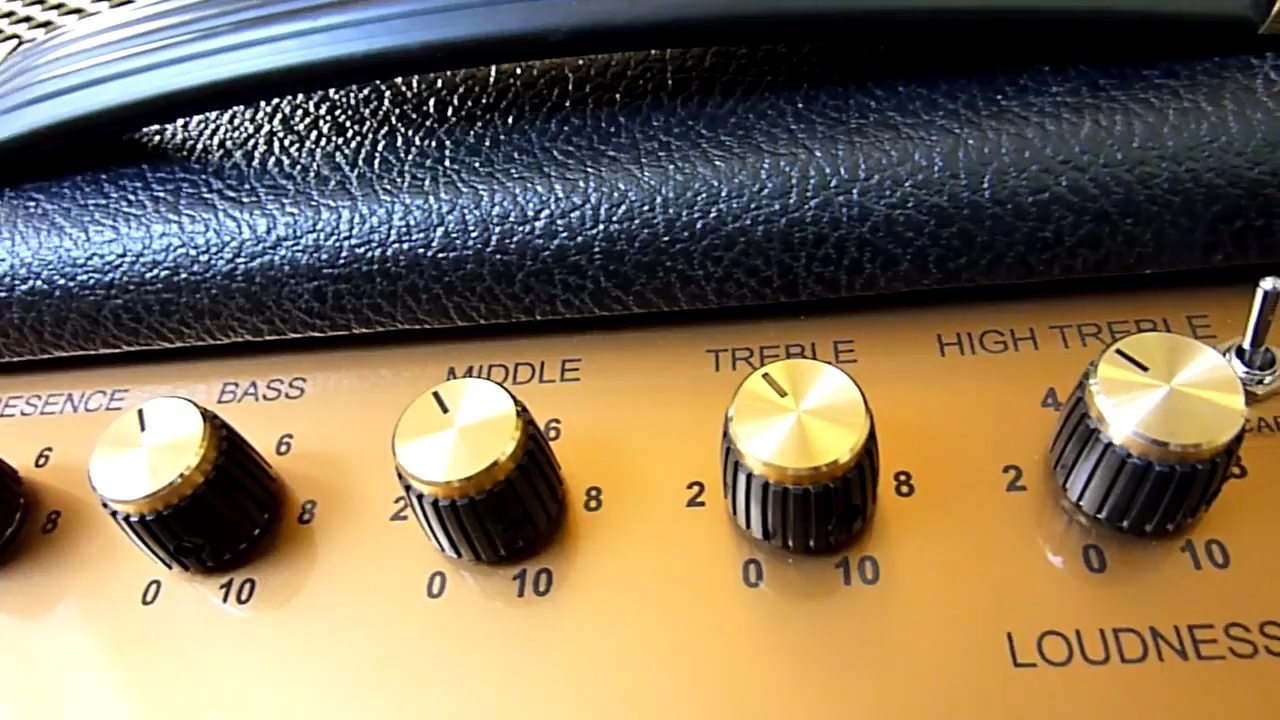 ESENCE BASS MIDDLE TREBLE HIGH TREBLE
6 6 6 4
8 2 8 2 8 2 8
0 10 0 10 0 10 0 10
LOUDNESS